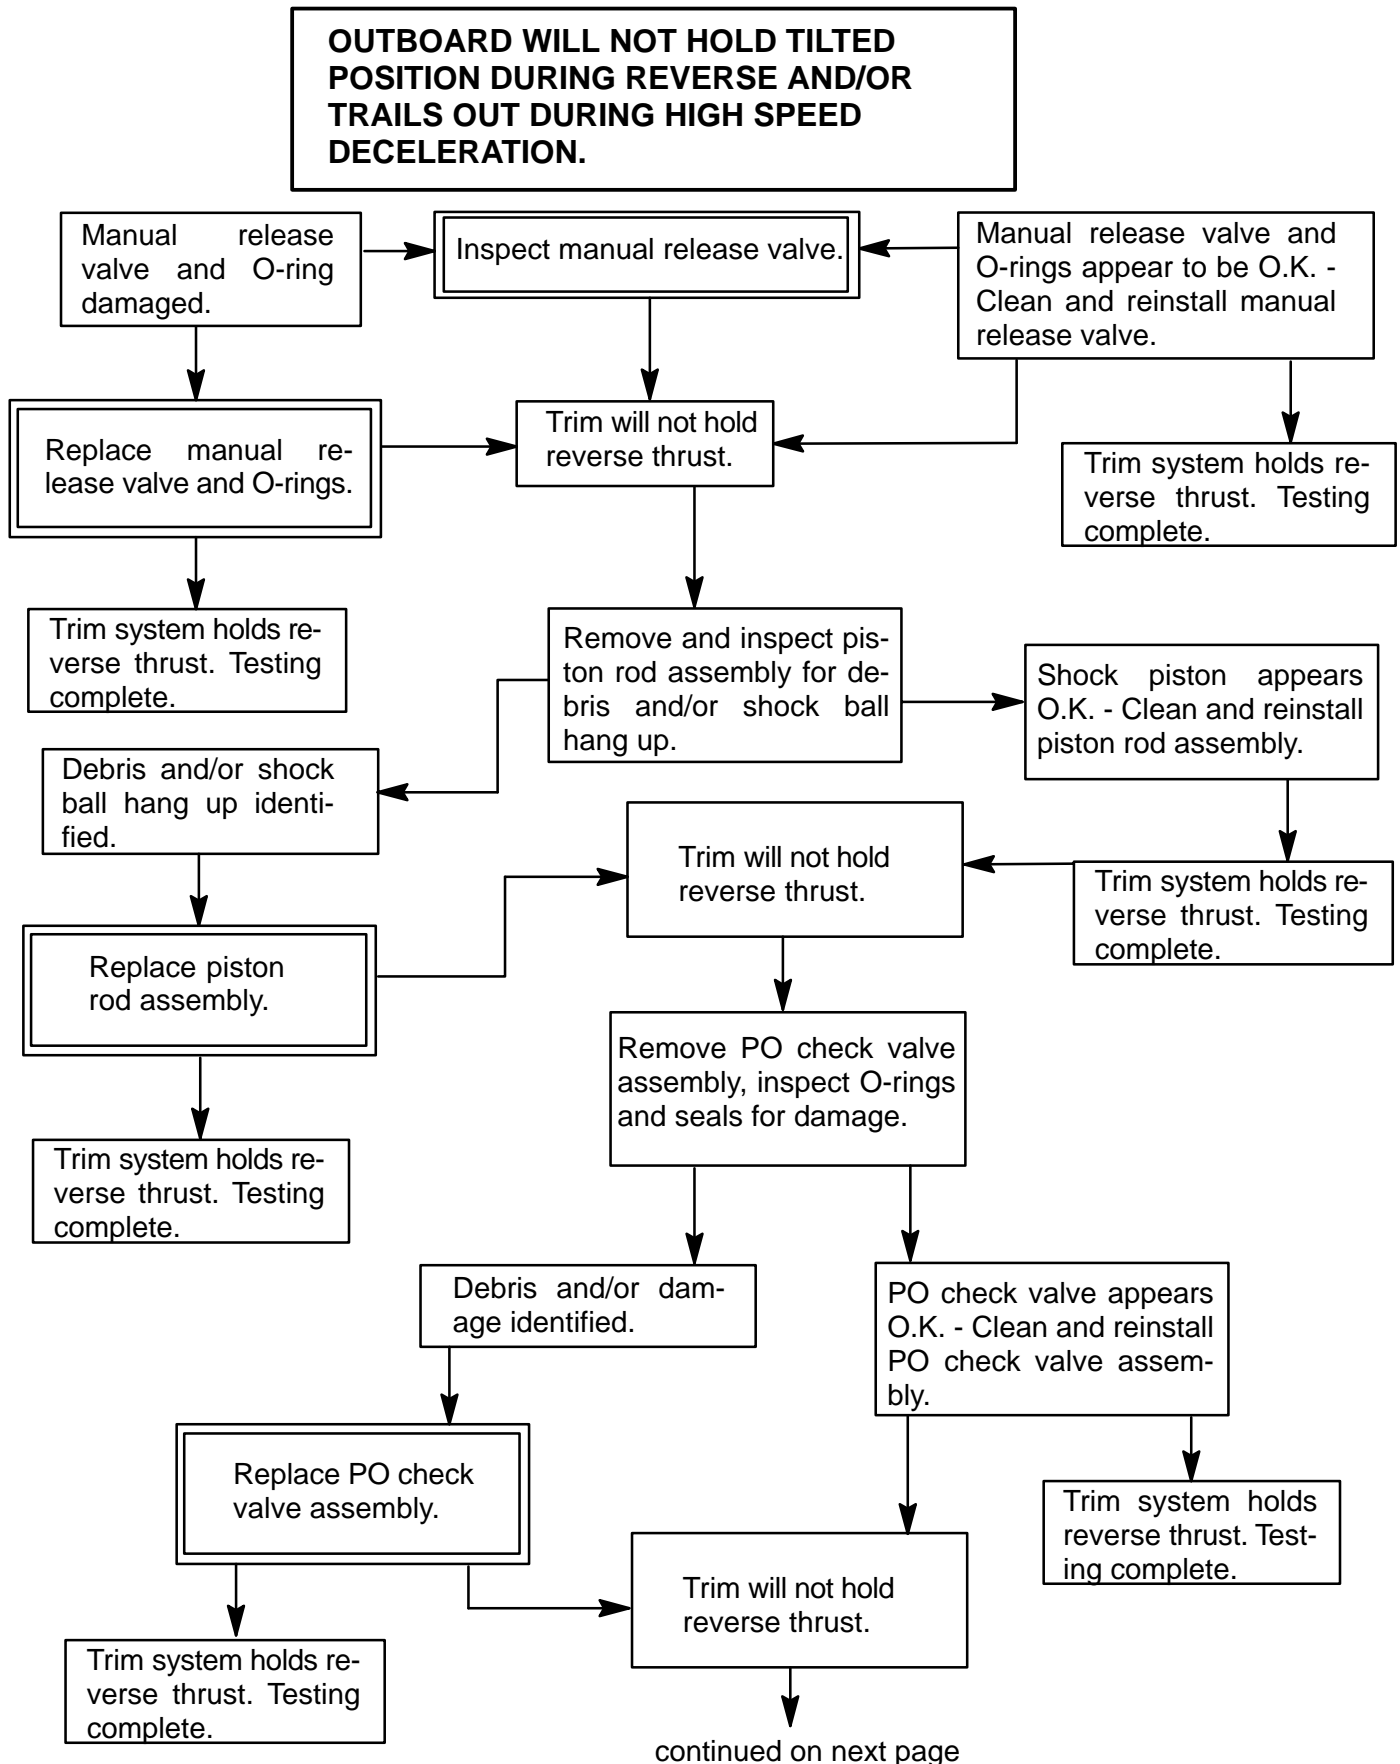 OUTBOARD WILL NOT HOLD TILTED
POSITION DURING REVERSE AND/OR
TRAILS OUT DURING HIGH SPEED
DECELERATION.
Manual release
valve and O-ring
damaged.
Inspect manual release valve.
Manual release valve and
O-rings appear to be O.K. -
Clean and reinstall manual
release valve.
Replace manual re-
lease valve and O-rings.
Trim will not hold
reverse thrust.
Trim system holds re-
verse thrust. Testing
complete.
Trim system holds re-
verse thrust. Testing
complete.
Remove and inspect pis-
ton rod assembly for de-
bris and/or shock ball
hang up.
Shock piston appears
O.K. - Clean and reinstall
piston rod assembly.
Debris and/or shock
ball hang up identi-
fied.
Trim will not hold
reverse thrust.
Trim system holds re-
verse thrust. Testing
complete.
Replace piston
rod assembly.
Remove PO check valve
assembly, inspect O-rings
and seals for damage.
Trim system holds re-
verse thrust. Testing
complete.
Debris and/or dam-
age identified.
PO check valve appears
O.K. - Clean and reinstall
PO check valve assem-
bly.
Replace PO check
valve assembly.
Trim system holds
reverse thrust. Test-
ing complete.
Trim will not hold
reverse thrust.
Trim system holds re-
verse thrust. Testing
complete.
continued on next page